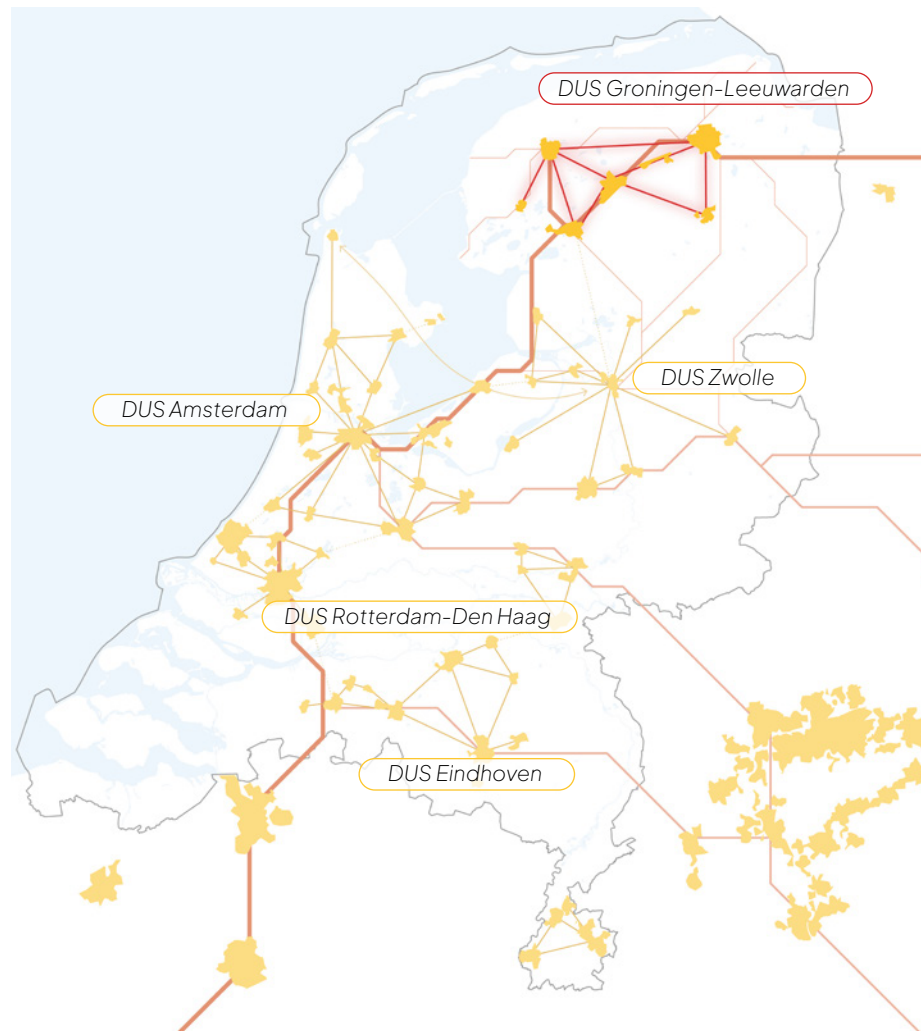 DUS Groningen-Leeuwarden
DUS Zwolle
DUS Amsterdam
DUS Rotterdam-Den Haag
DUS Eindhoven